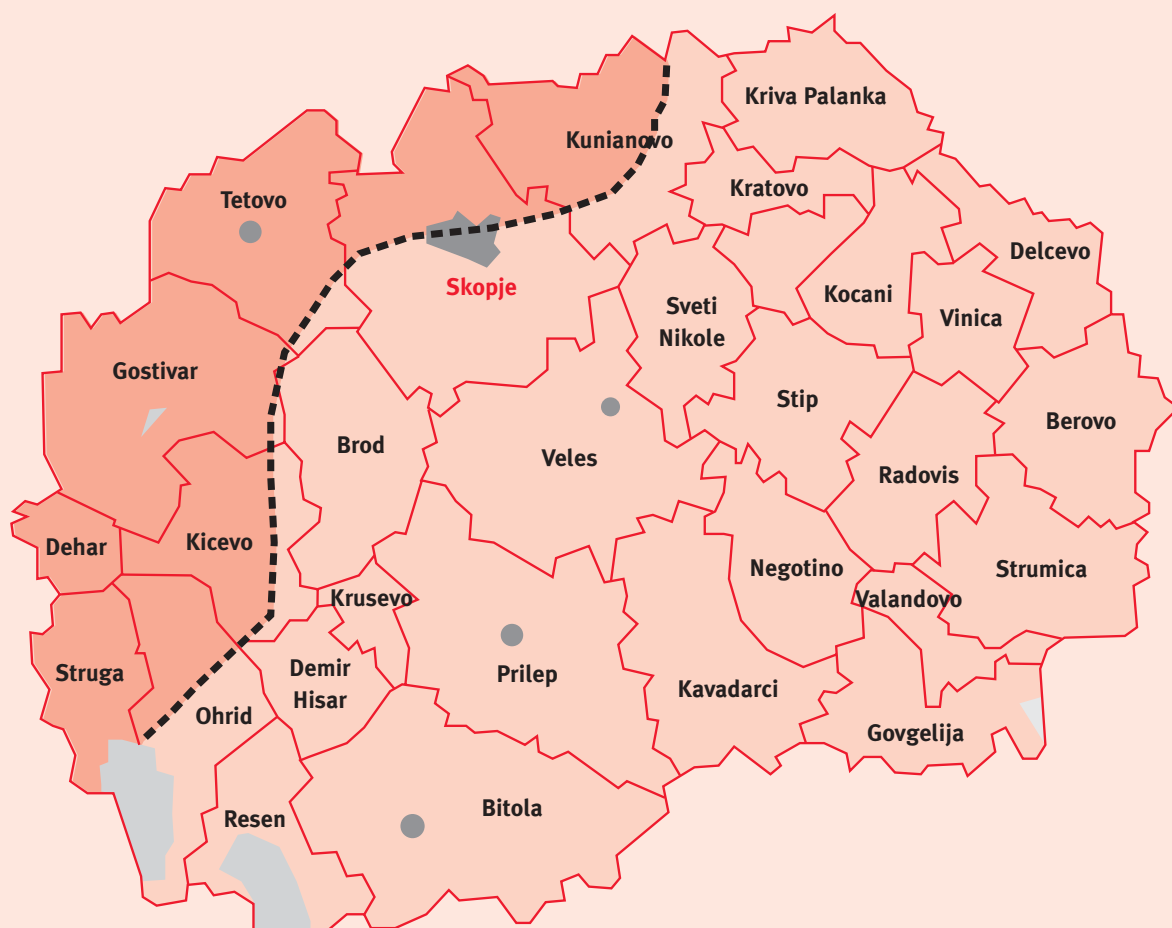 Kriva Palanka
Kunianovo
Kratovo
Tetovo
Delcevo
Skopje
Kocani
Sveti
Nikole
Vinica
Gostivar
Stip
Berovo
Brod
Veles
Radovis
Dehar
Kicevo
Negotino
Strumica
Krusevo
Valandovo
Struga
Demir
Hisar
Prilep
Kavadarci
Ohrid
Govgelija
Resen
Bitola